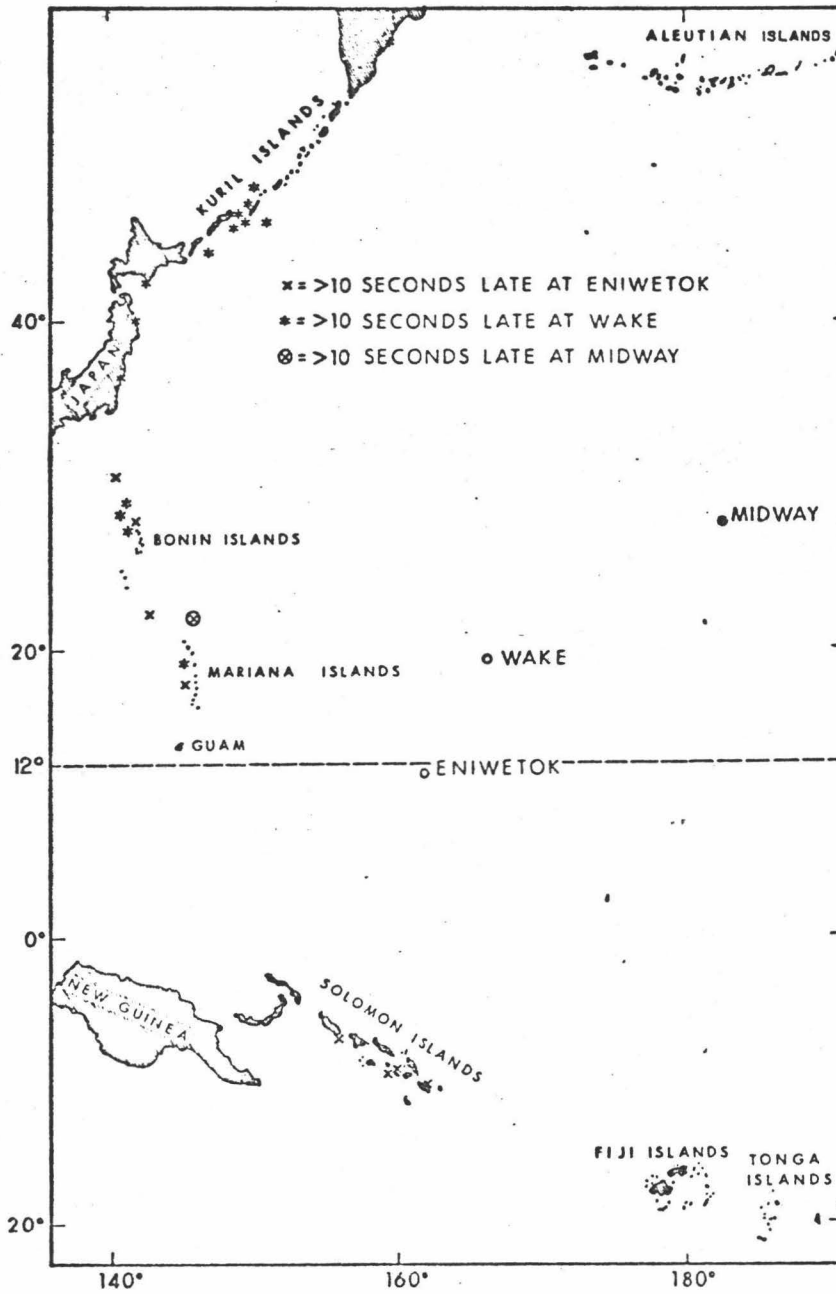 ALEUTIAN ISLANDS
KURIL ISLANDS
x = >10 SECONDS LATE AT ENIWETOK
* = >10 SECONDS LATE AT WAKE
⊗ = >10 SECONDS LATE AT MIDWAY
40°
JAPAN
MIDWAY
BONIN ISLANDS
20°
WAKE
MARIANA ISLANDS
GUAM
12°
ENIWETOK
0°
NEW GUINEA
SOLOMON ISLANDS
FIJI ISLANDS
TONGA
ISLANDS
20°
140°
160°
180°